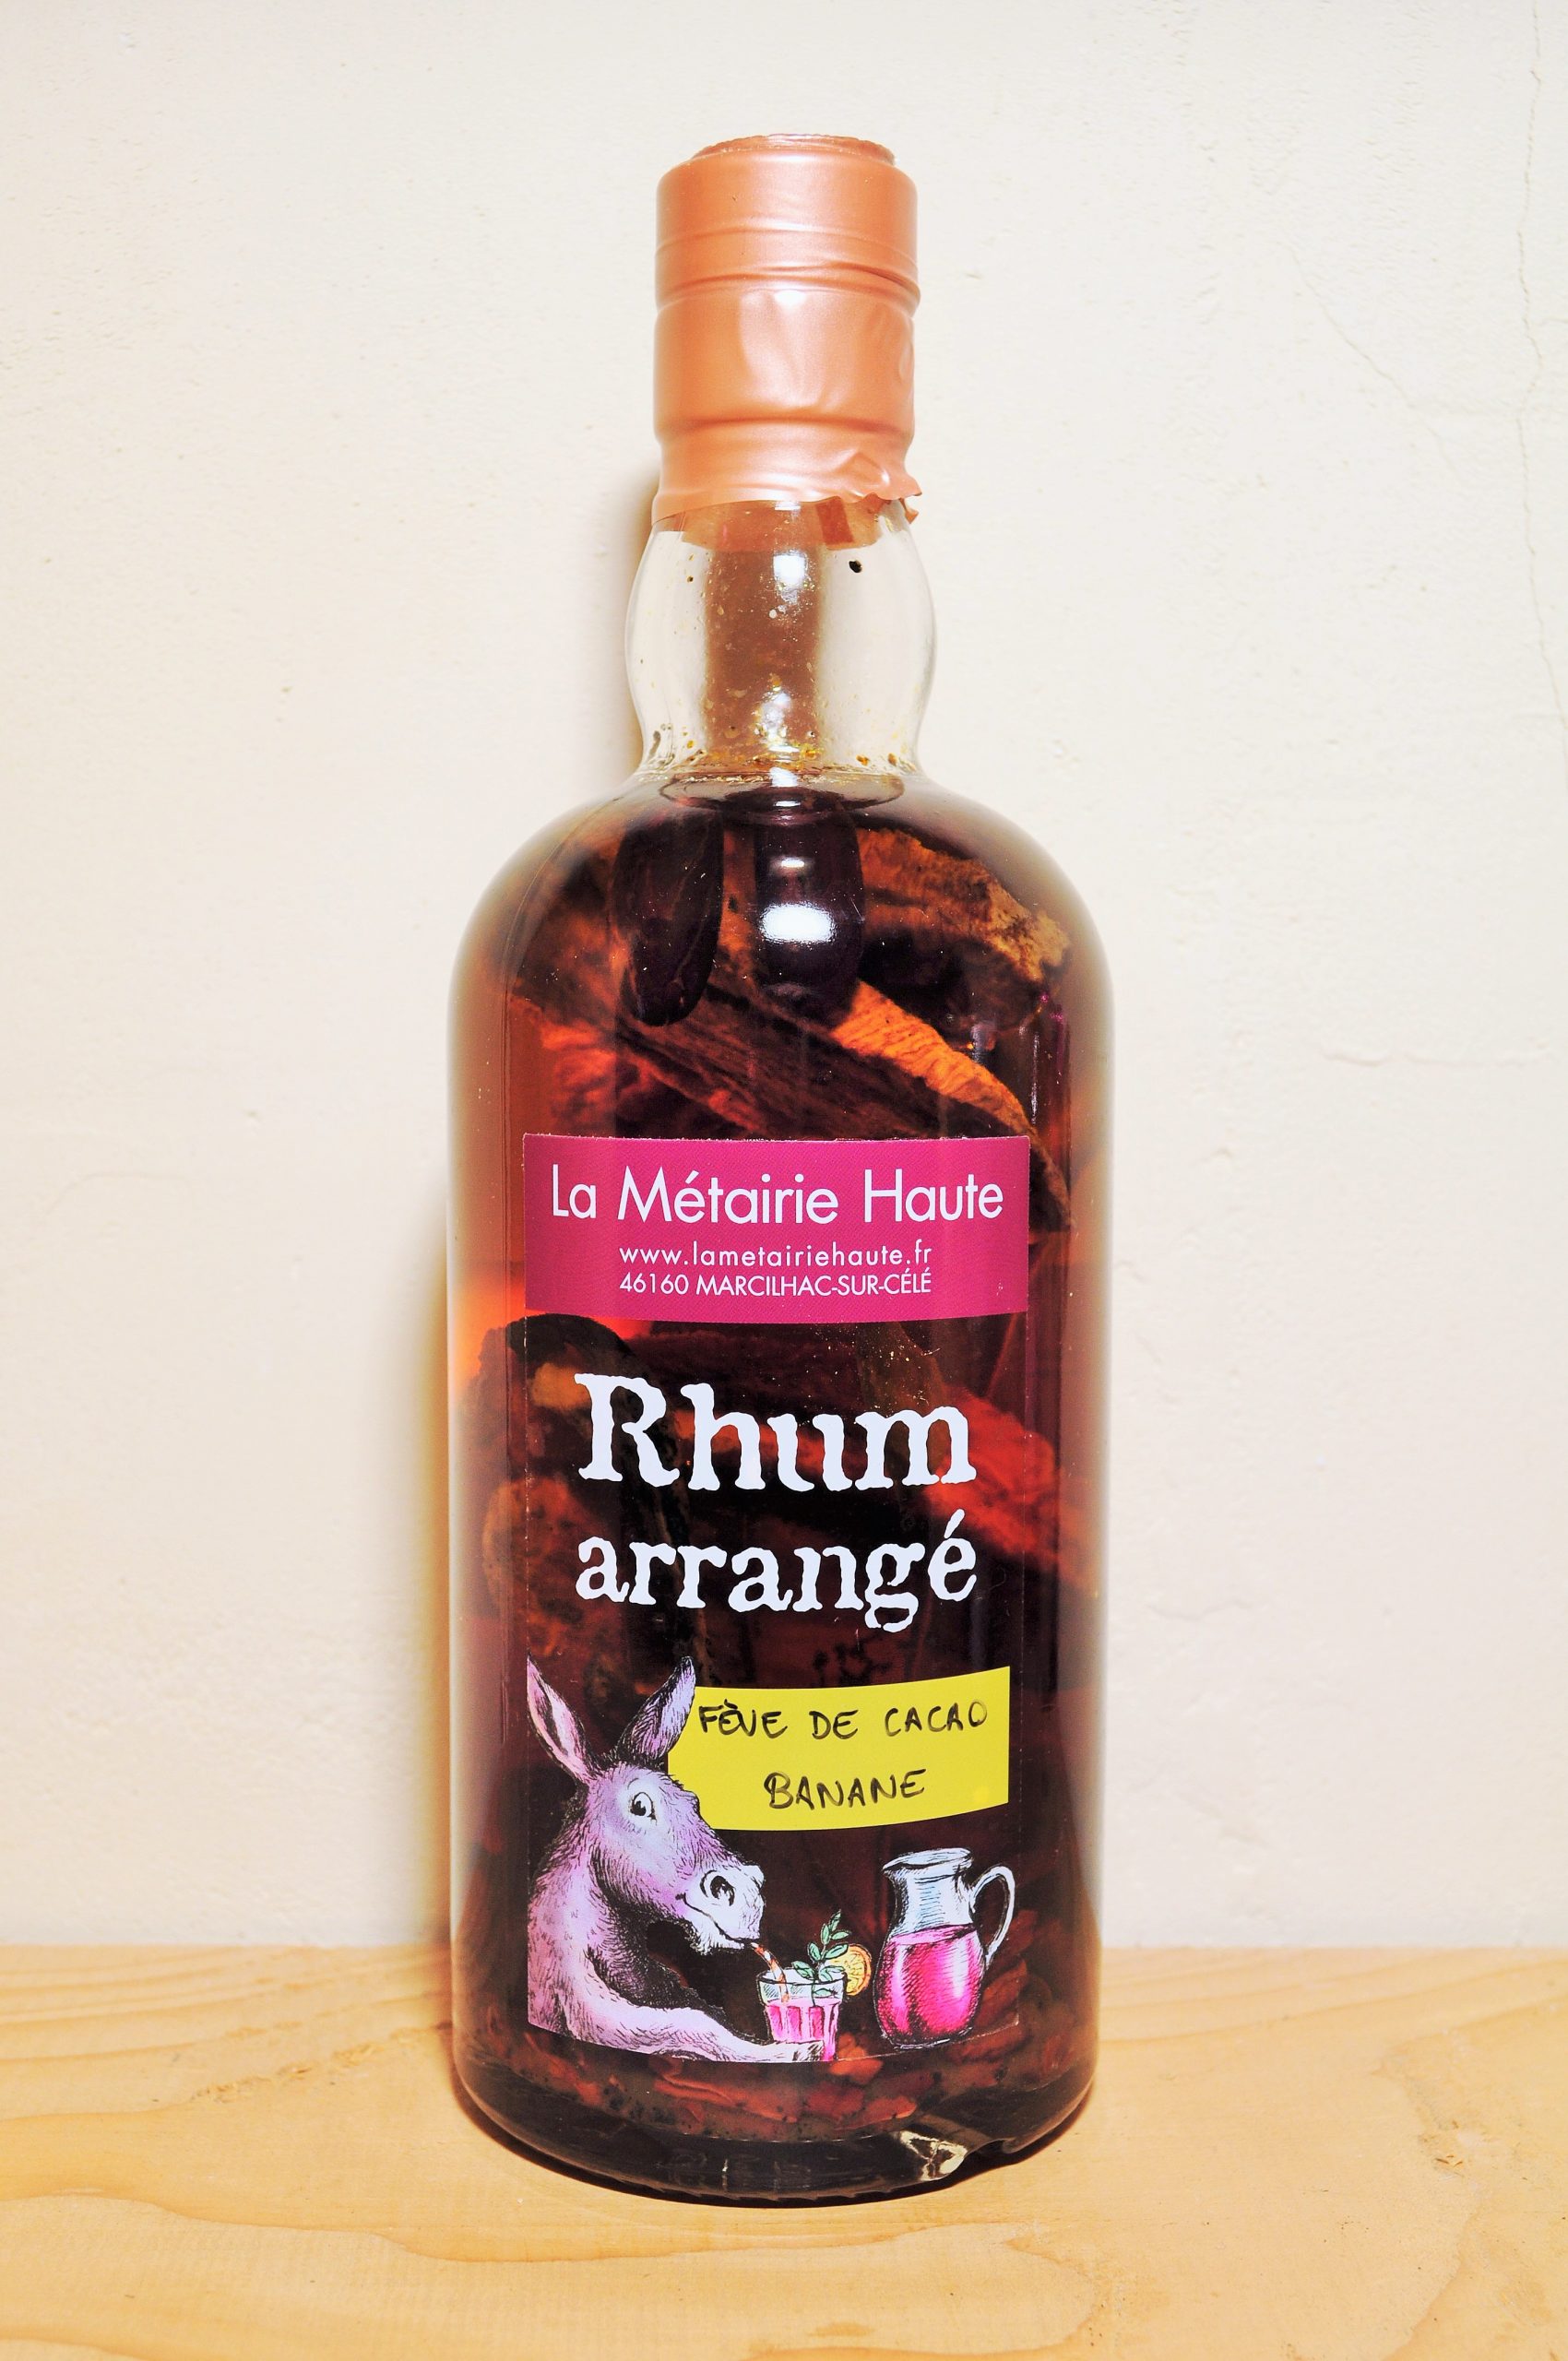 La Métairie Haute
www.lametairiehaute.fr
46160 MARCILHAC-SUR-CÉLÉ
Rhum
arrangé
FÈVE DE CACAO
BANANE